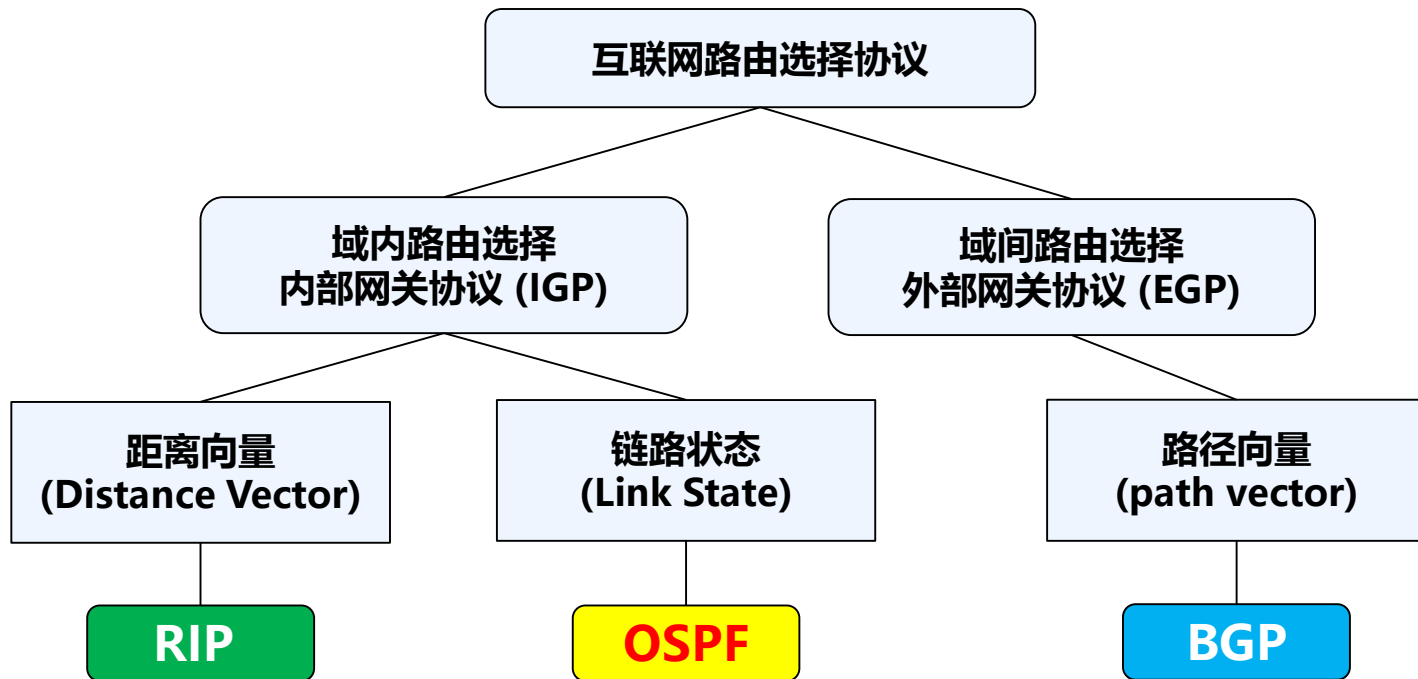 互联网路由选择协议
域内路由选择
内部网关协议 (IGP)
域间路由选择
外部网关协议 (EGP)
距离向量
(Distance Vector)
链路状态
(Link State)
路径向量
(path vector)
RIP
OSPF
BGP